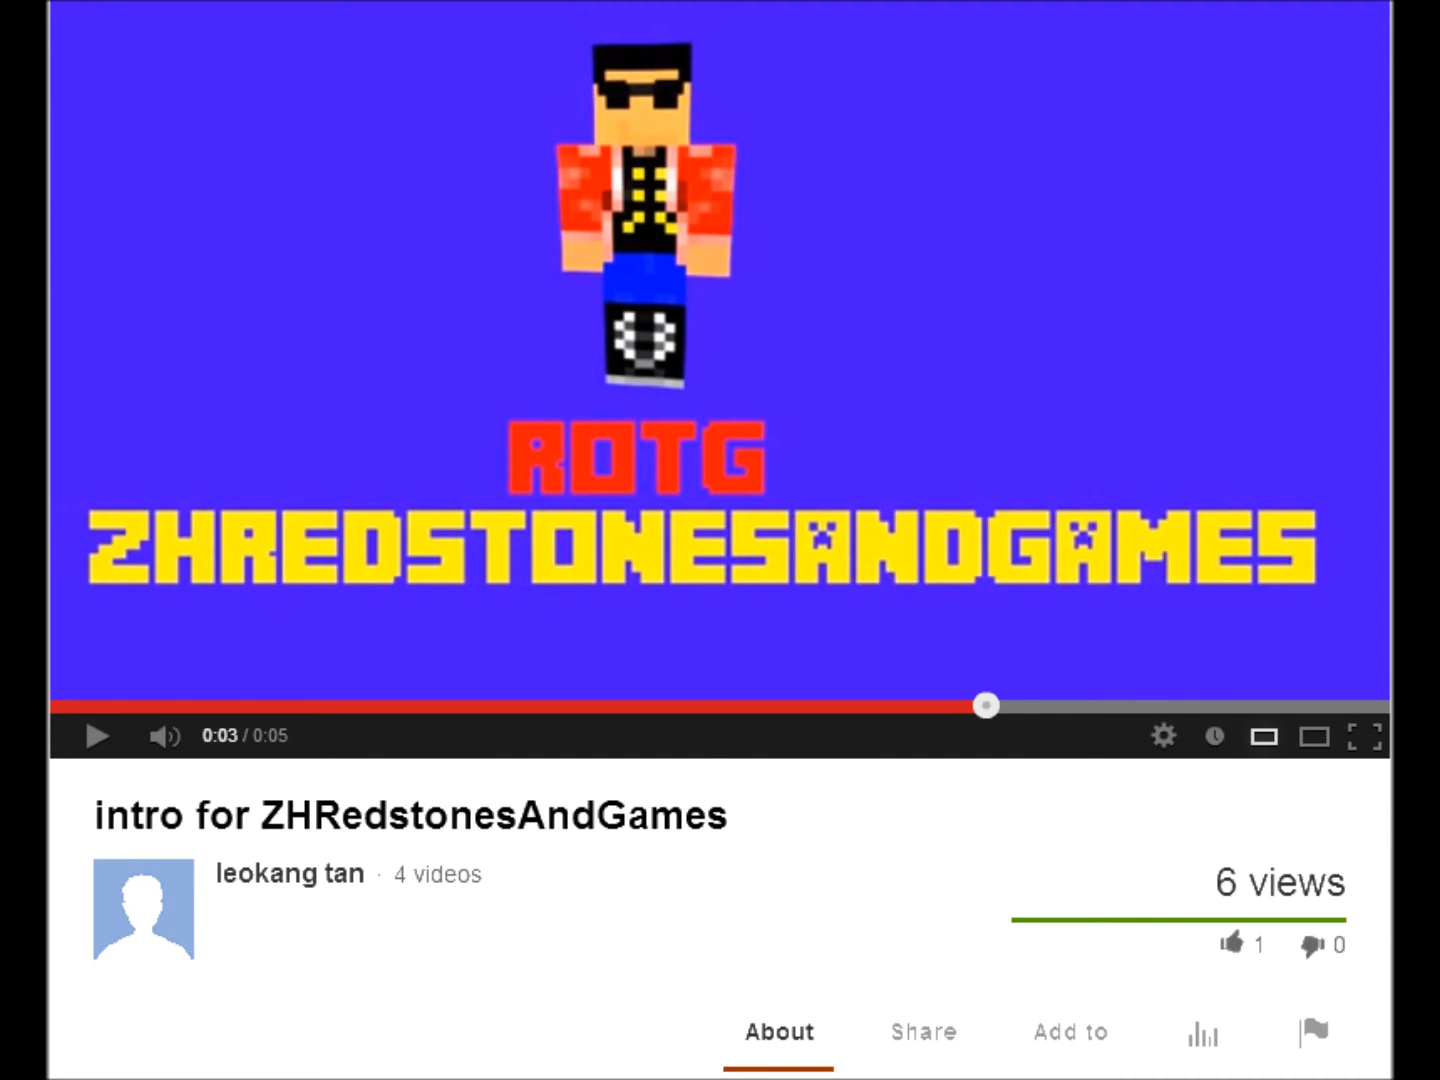 ROTG
ZHREDSTONESANDGAMES
0:03 / 0:05
intro for ZHRedstonesAndGames
leokang tan · 4 videos
6 views
1 0
About Share Add to